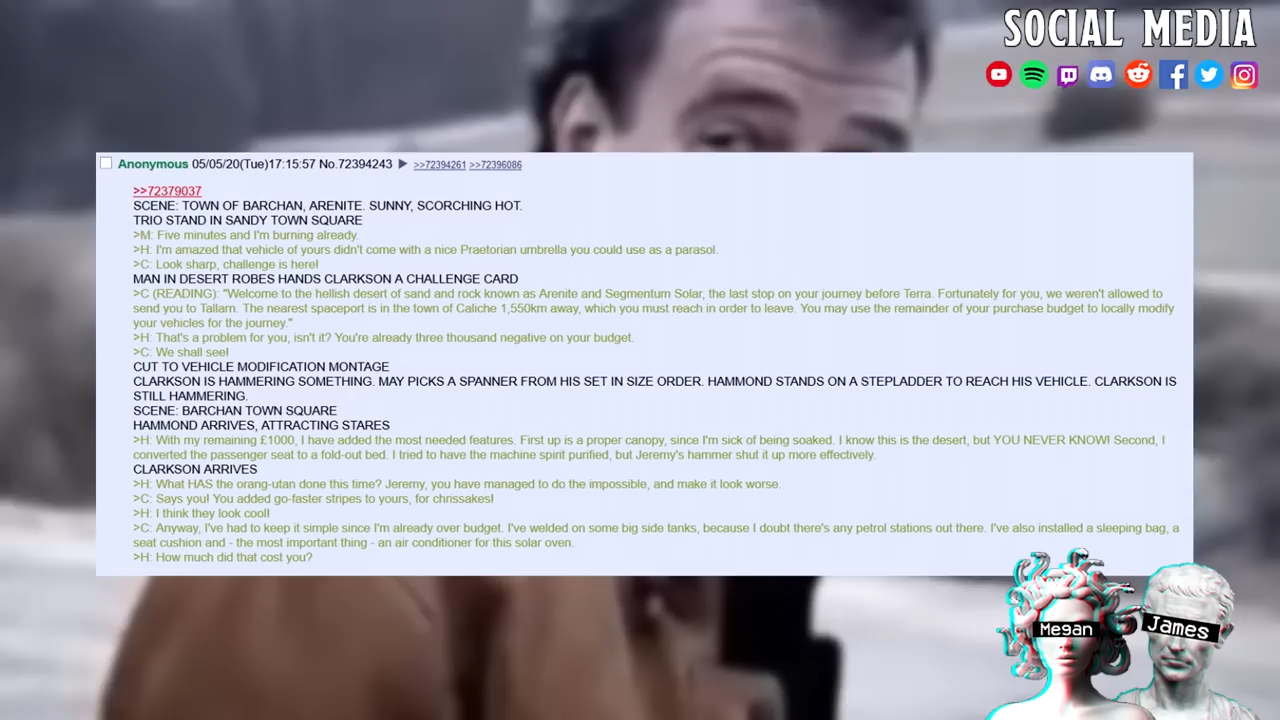 SOCIAL MEDIA
Anonymous 05/05/20(Tue)17:15:57 No.72394243 ▶ >>72394261 >>72396086
>>72379037
SCENE: TOWN OF BARCHAN, ARENITE. SUNNY, SCORCHING HOT.
TRIO STAND IN SANDY TOWN SQUARE
>M: Five minutes and I'm burning already.
>H: I'm amazed that vehicle of yours didn't come with a nice Praetorian umbrella you could use as a parasol.
>C: Look sharp, challenge is here!
MAN IN DESERT ROBES HANDS CLARKSON A CHALLENGE CARD
>C (READING): "Welcome to the hellish desert of sand and rock known as Arenite and Segmentum Solar, the last stop on your journey before Terra. Fortunately for you, we weren't allowed to
send you to Tallarn. The nearest spaceport is in the town of Caliche 1,550km away, which you must reach in order to leave. You may use the remainder of your purchase budget to locally modify
your vehicles for the journey."
>H: That's a problem for you, isn't it? You're already three thousand negative on your budget.
>C: We shall see!
CUT TO VEHICLE MODIFICATION MONTAGE
CLARKSON IS HAMMERING SOMETHING. MAY PICKS A SPANNER FROM HIS SET IN SIZE ORDER. HAMMOND STANDS ON A STEPLADDER TO REACH HIS VEHICLE. CLARKSON IS
STILL HAMMERING.
SCENE: BARCHAN TOWN SQUARE
HAMMOND ARRIVES, ATTRACTING STARES
>H: With my remaining £1000, I have added the most needed features. First up is a proper canopy, since I'm sick of being soaked. I know this is the desert, but YOU NEVER KNOW! Second, I
converted the passenger seat to a fold-out bed. I tried to have the machine spirit purified, but Jeremy's hammer shut it up more effectively.
CLARKSON ARRIVES
>H: What HAS the orang-utan done this time? Jeremy, you have managed to do the impossible, and make it look worse.
>C: Says you! You added go-faster stripes to yours, for chrissakes!
>H: I think they look cool!
>C: Anyway, I've had to keep it simple since I'm already over budget. I've welded on some big side tanks, because I doubt there's any petrol stations out there. I've also installed a sleeping bag, a
seat cushion and - the most important thing - an air conditioner for this solar oven.
>H: How much did that cost you?
Megan
James